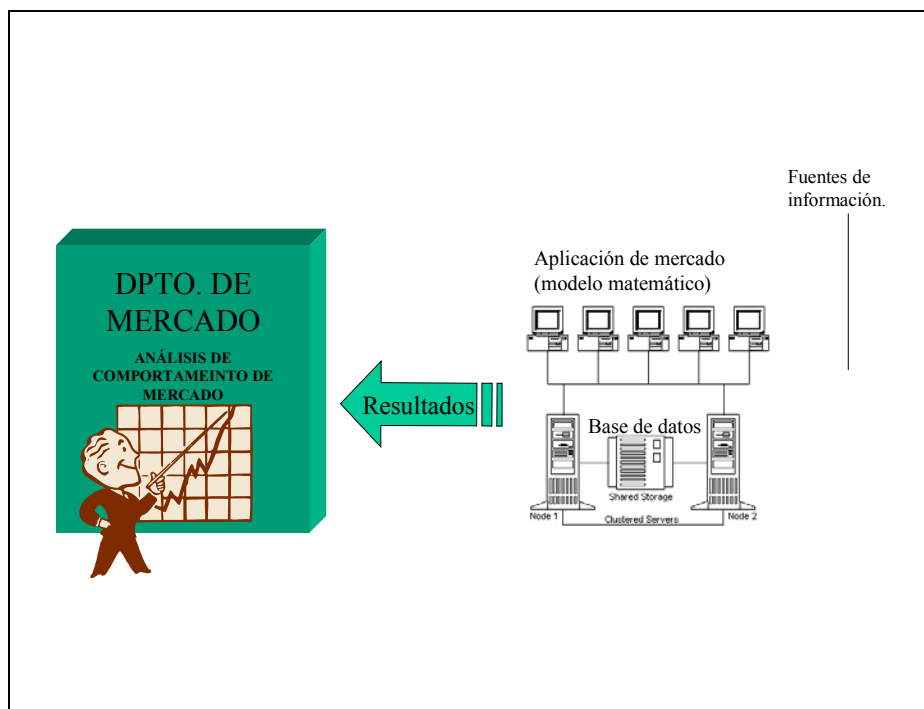 Fuentes de
información.
Aplicación de mercado
(modelo matemático)
DPTO. DE
MERCADO
ANÁLISIS DE
COMPORTAMEINTO DE
MERCADO
Resultados
Base de datos
Shared Storage
Node 1
Clustered Servers
Node 2